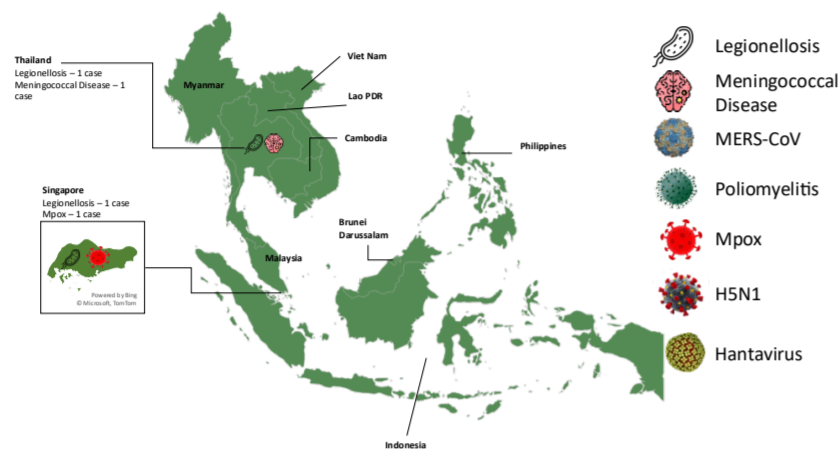 Thailand
Legionellosis – 1 case
Meningococcal Disease – 1
case
Myanmar
Viet Nam
Lao PDR
Cambodia
Philippines
Singapore
Legionellosis – 1 case
Mpox – 1 case
Powered by Bing
© Microsoft, TomTom
Malaysia
Brunei
Darussalam
Indonesia
Legionellosis
Meningococcal
Disease
MERS-CoV
Poliomyelitis
Mpox
H5N1
Hantavirus